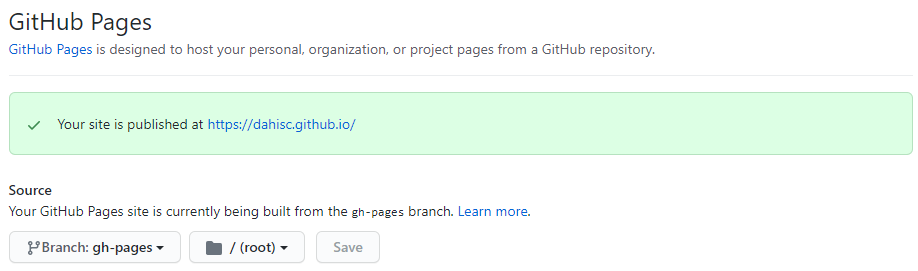 GitHub Pages
GitHub Pages is designed to host your personal, organization, or project pages from a GitHub repository.
Your site is published at https://dahisc.github.io/
Source
Your GitHub Pages site is currently being built from the gh-pages branch. Learn more.
Branch: gh-pages / (root) Save